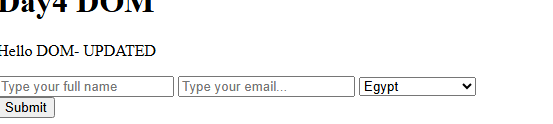 Day4 DOM
Hello DOM- UPDATED
Type your full name Type your email... Egypt
Submit